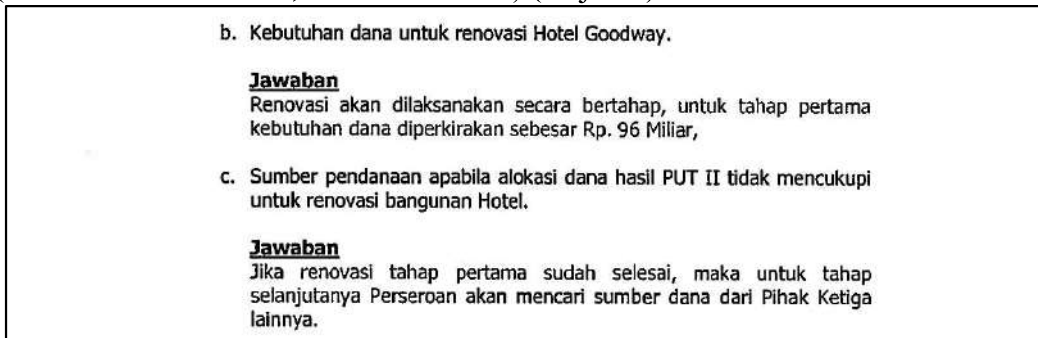 b. Kebutuhan dana untuk renovasi Hotel Goodway.
Jawaban
Renovasi akan dilaksanakan secara bertahap, untuk tahap pertama
kebutuhan dana diperkirakan sebesar Rp. 96 Miliar,
c. Sumber pendanaan apabila alokasi dana hasil PUT II tidak mencukupi
untuk renovasi bangunan Hotel.
Jawaban
Jika renovasi tahap pertama sudah selesai, maka untuk tahap
selanjutanya Perseroan akan mencari sumber dana dari Pihak Ketiga
lainnya.